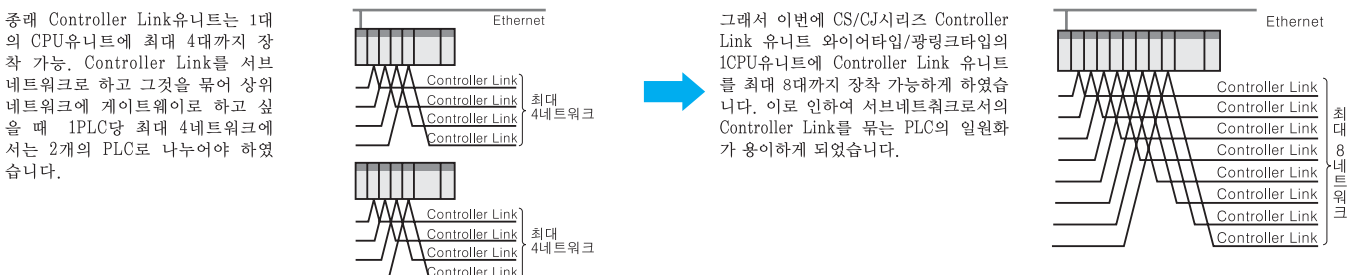 종래 Controller Link유니트는 1대
의 CPU유니트에 최대 4대까지 장
착 가능. Controller Link를 서브
네트워크로 하고 그것을 묶어 상위
네트워크에 게이트웨이로 하고 싶
을 때 1PLC당 최대 4네트워크에
서는 2개의 PLC로 나누어야 하였
습니다.
Ethernet
Controller Link
Controller Link
Controller Link
Controller Link
최대
4네트워크
Controller Link
Controller Link
Controller Link
Controller Link
최대
4네트워크
그래서 이번에 CS/CJ시리즈 Controller
Link 유니트 와이어타입/광링크타입의
1CPU유니트에 Controller Link 유니트
를 최대 8대까지 장착 가능하게 하였습
니다. 이로 인하여 서브네트춰크로서의
Controller Link를 묶는 PLC의 일원화
가 용이하게 되었습니다.
Ethernet
Controller Link
Controller Link
Controller Link
Controller Link
Controller Link
Controller Link
Controller Link
Controller Link
최대 8네트워크